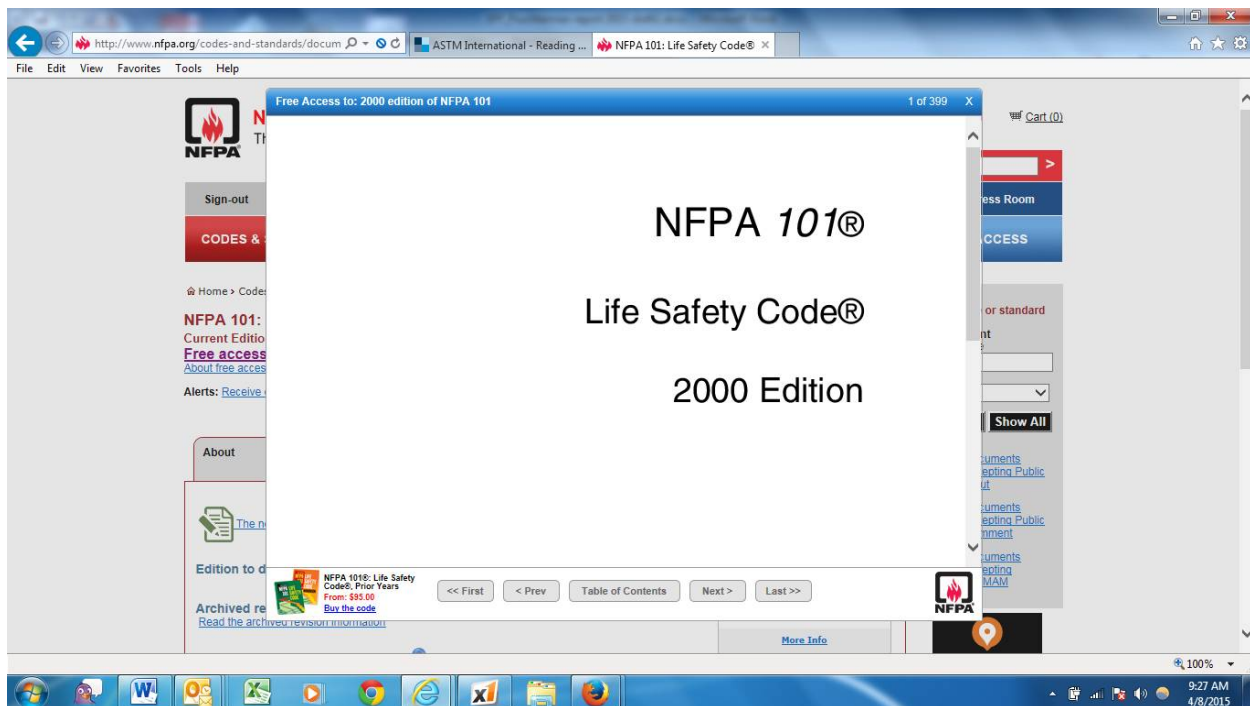 http://www.nfpa.org/codes-and-standards/docum
ASTM International - Reading ...
NFPA 101: Life Safety Code®
File Edit View Favorites Tools Help
Free Access to: 2000 edition of NFPA 101
1 of 399 X
Cart (0)
NFPA
N
>
Sign-out
ess Room
CODES &
CCESS
NFPA 101®
Life Safety Code®
2000 Edition
Home > Code
NFPA 101:
Current Editio
Free access
About free acces
Alerts: Receive
or standard
nt
Show All
About
cuments
epting Public
ut
The n
cuments
epting Public
mment
cuments
epting
MAM
Edition to d
NFPA 101®: Life Safety
Code®, Prior Years
From: $93.00
Buy the code
<< First
< Prev
Table of Contents
Next >
Last >>
NFPA
Archived re
Read the archived revision information
More Info
100%
9:27 AM
4/8/2015